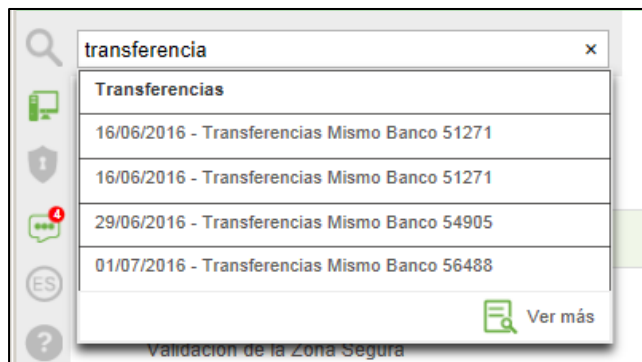 transferencia ×
Transferencias
16/06/2016 - Transferencias Mismo Banco 51271
16/06/2016 - Transferencias Mismo Banco 51271
29/06/2016 - Transferencias Mismo Banco 54905
4
01/07/2016 - Transferencias Mismo Banco 56488
ES
Ver más
?
Validación de la Zona Segura